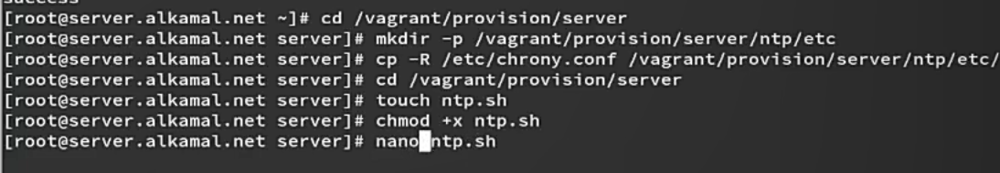 success
[root@server.alkamal.net ~]# cd /vagrant/provision/server
[root@server.alkamal.net server]# mkdir -p /vagrant/provision/server/ntp/etc
[root@server.alkamal.net server]# cp -R /etc/chrony.conf /vagrant/provision/server/ntp/etc/
[root@server.alkamal.net server]# cd /vagrant/provision/server
[root@server.alkamal.net server]# touch ntp.sh
[root@server.alkamal.net server]# chmod +x ntp.sh
[root@server.alkamal.net server]# nano ntp.sh